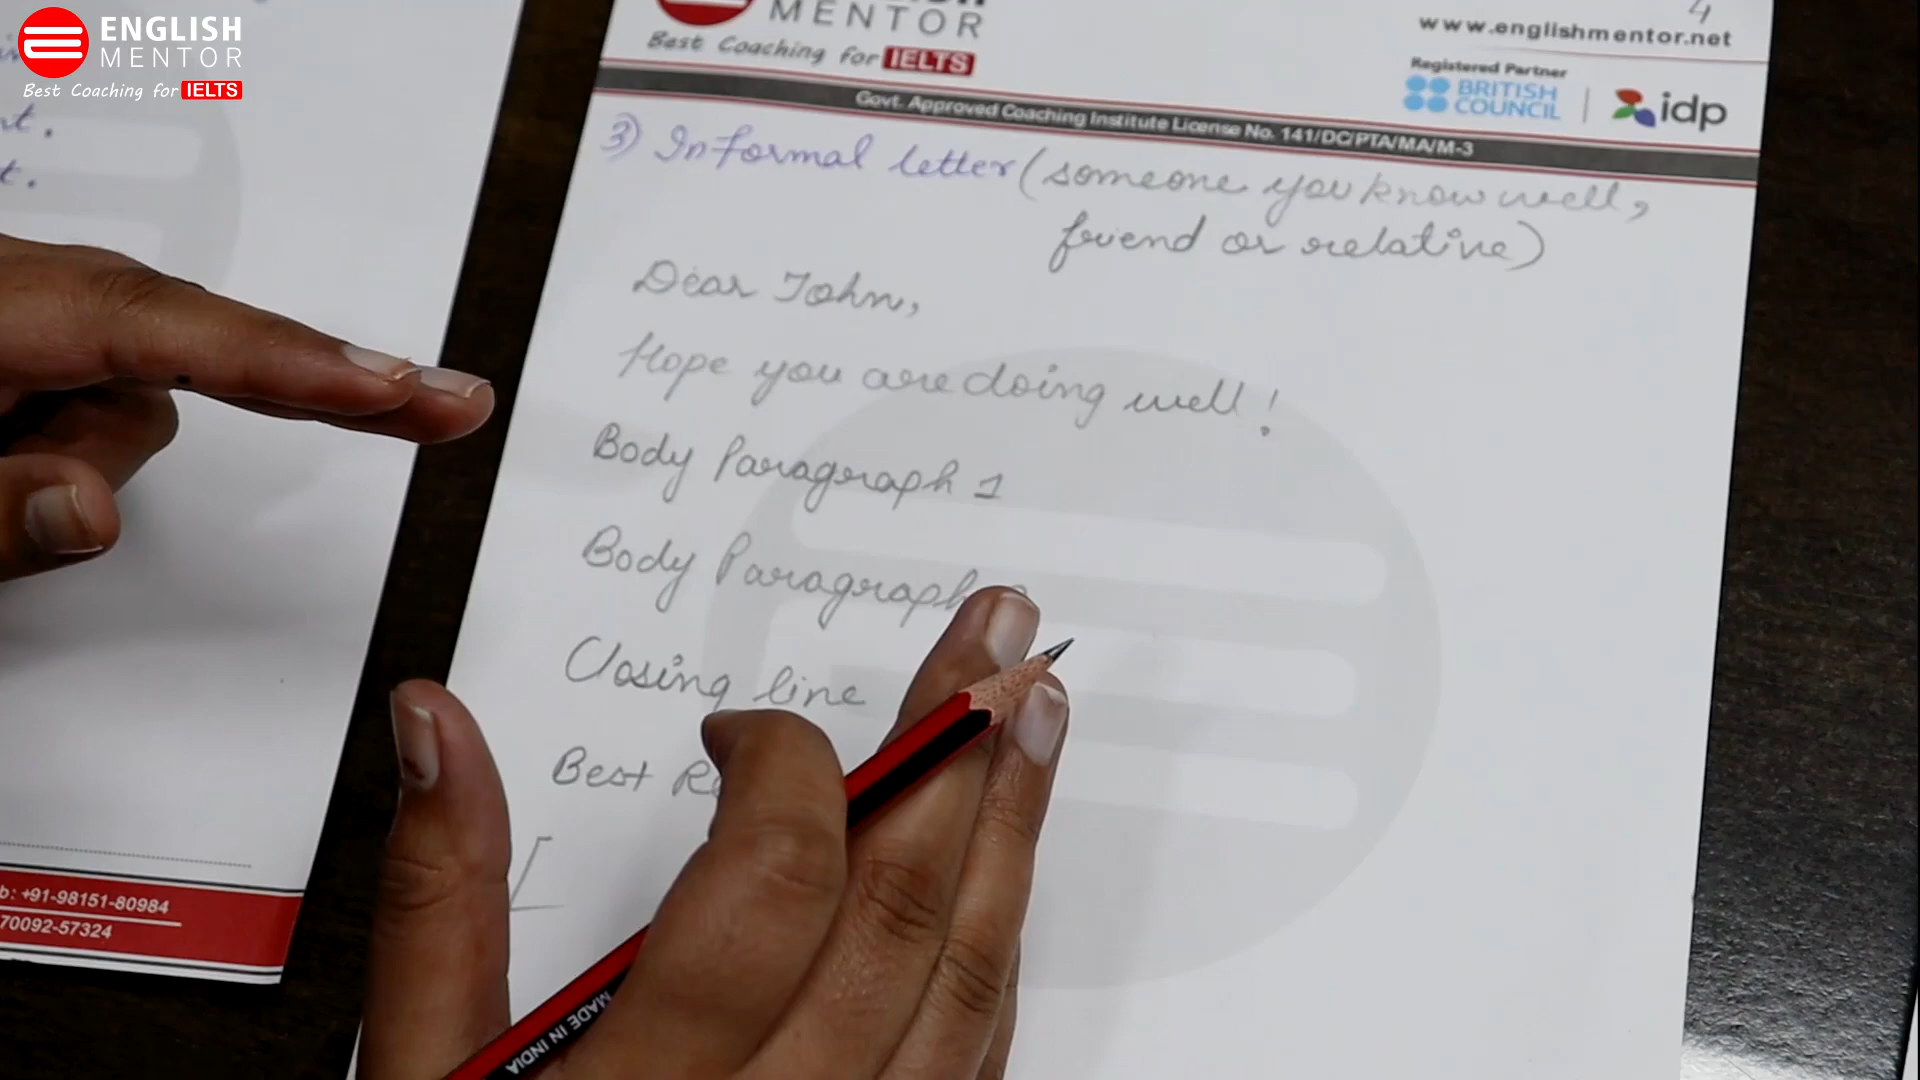 ENGLISH
MENTOR
Best Coaching for IELTS
MENTOR
Best Coaching for IELTS
4
www.englishmentor.net
Registered Partner
BRITISH
COUNCIL
idp
Govt. Approved Coaching Institute License No. 141/DC/PTA/MA/M-3
3) Informal letter (someone you know well,
friend or relative)
Dear John,
Hope you are doing well!
Body Paragraph 1
Body Paragraph
Closing line
Best
+91-98151-80984
70092-57324
MADE IN INDIA